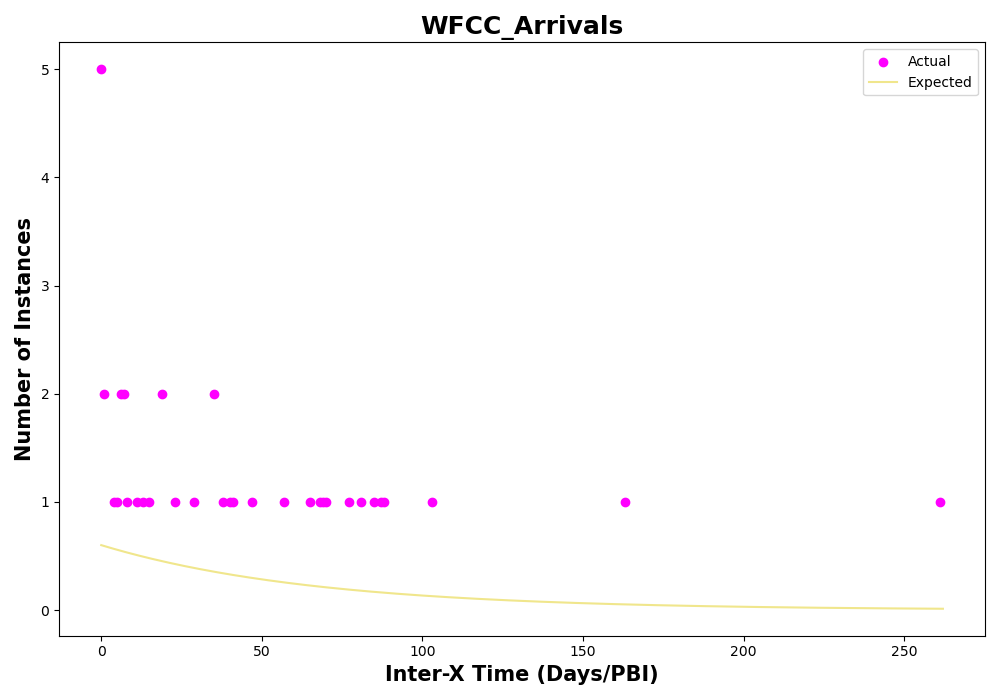 WFCC_Arrivals
Actual
Expected
Number of Instances
5
4
3
2
1
0
0 50 100 150 200 250
Inter-X Time (Days/PBI)